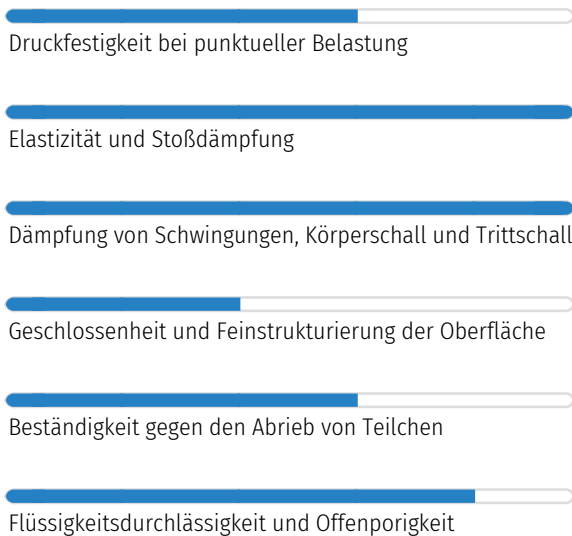 Druckfestigkeit bei punktueller Belastung
Elastizität und Stoßdämpfung
Dämpfung von Schwingungen, Körperschall und Trittschall
Geschlossenheit und Feinstrukturierung der Oberfläche
Beständigkeit gegen den Abrieb von Teilchen
Flüssigkeitsdurchlässigkeit und Offenporigkeit